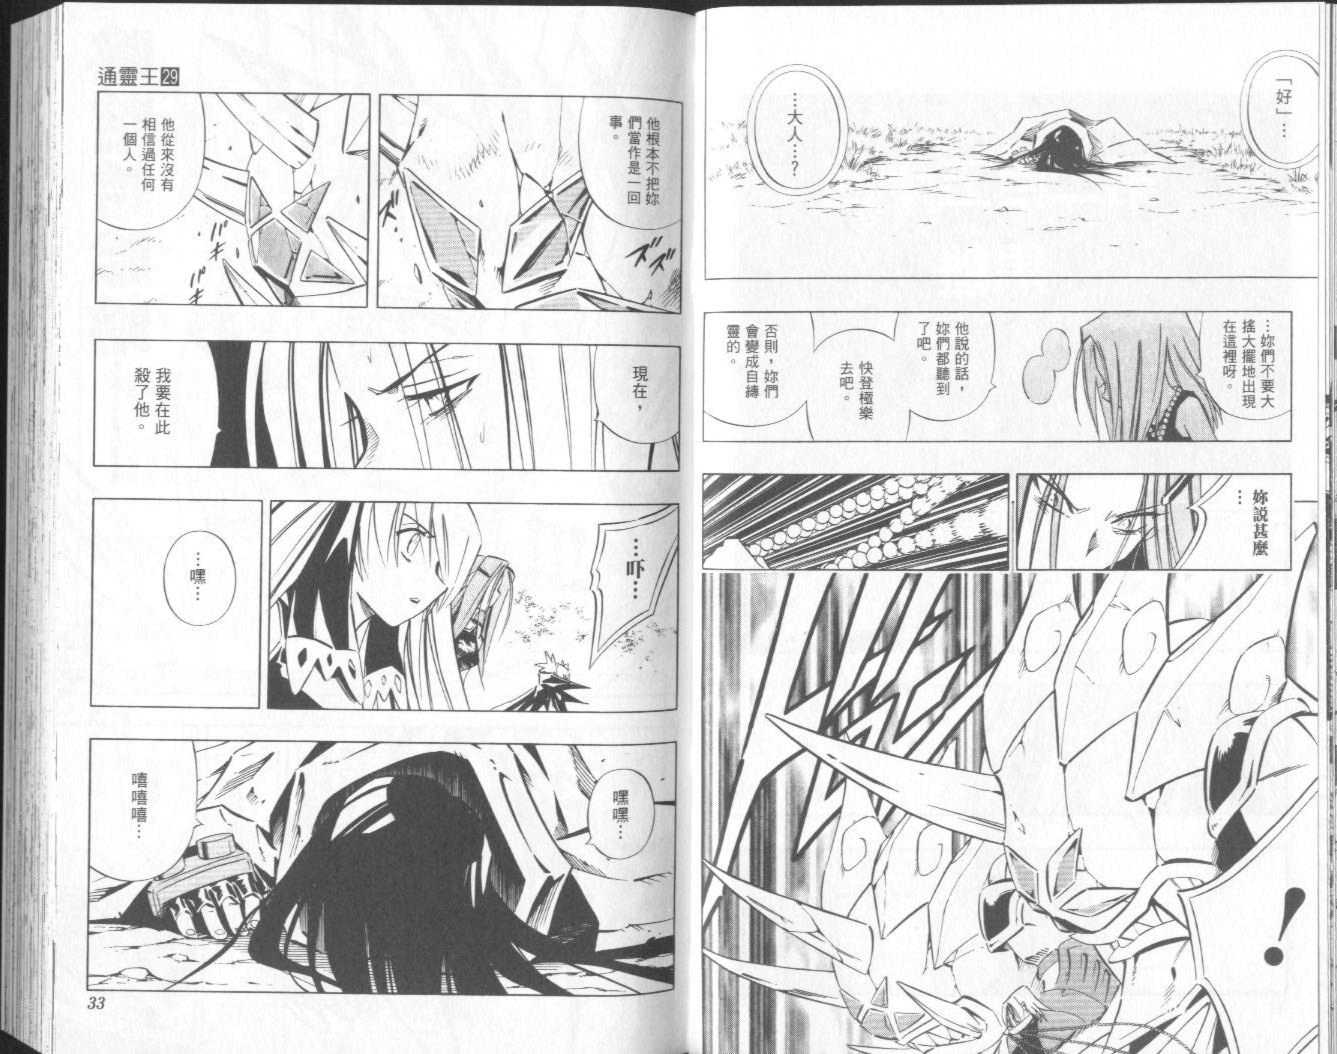 「好」…
…大人…？
…妳們不要大
搖大擺地出現
在這裡呀。
他說的話，
妳們都聽到
了吧。
快登極樂
去吧。
否則，妳們
會變成自縛
靈的。
妳說甚麼
…
！
通靈王29
他根本不把妳
們當作是一回
事。
ズズ
他從來沒有
相信過任何
一個人。
現在，
我要在此
殺了他。
…吓…
…嘿…
嘿嘿…
嘻嘻嘻…
33